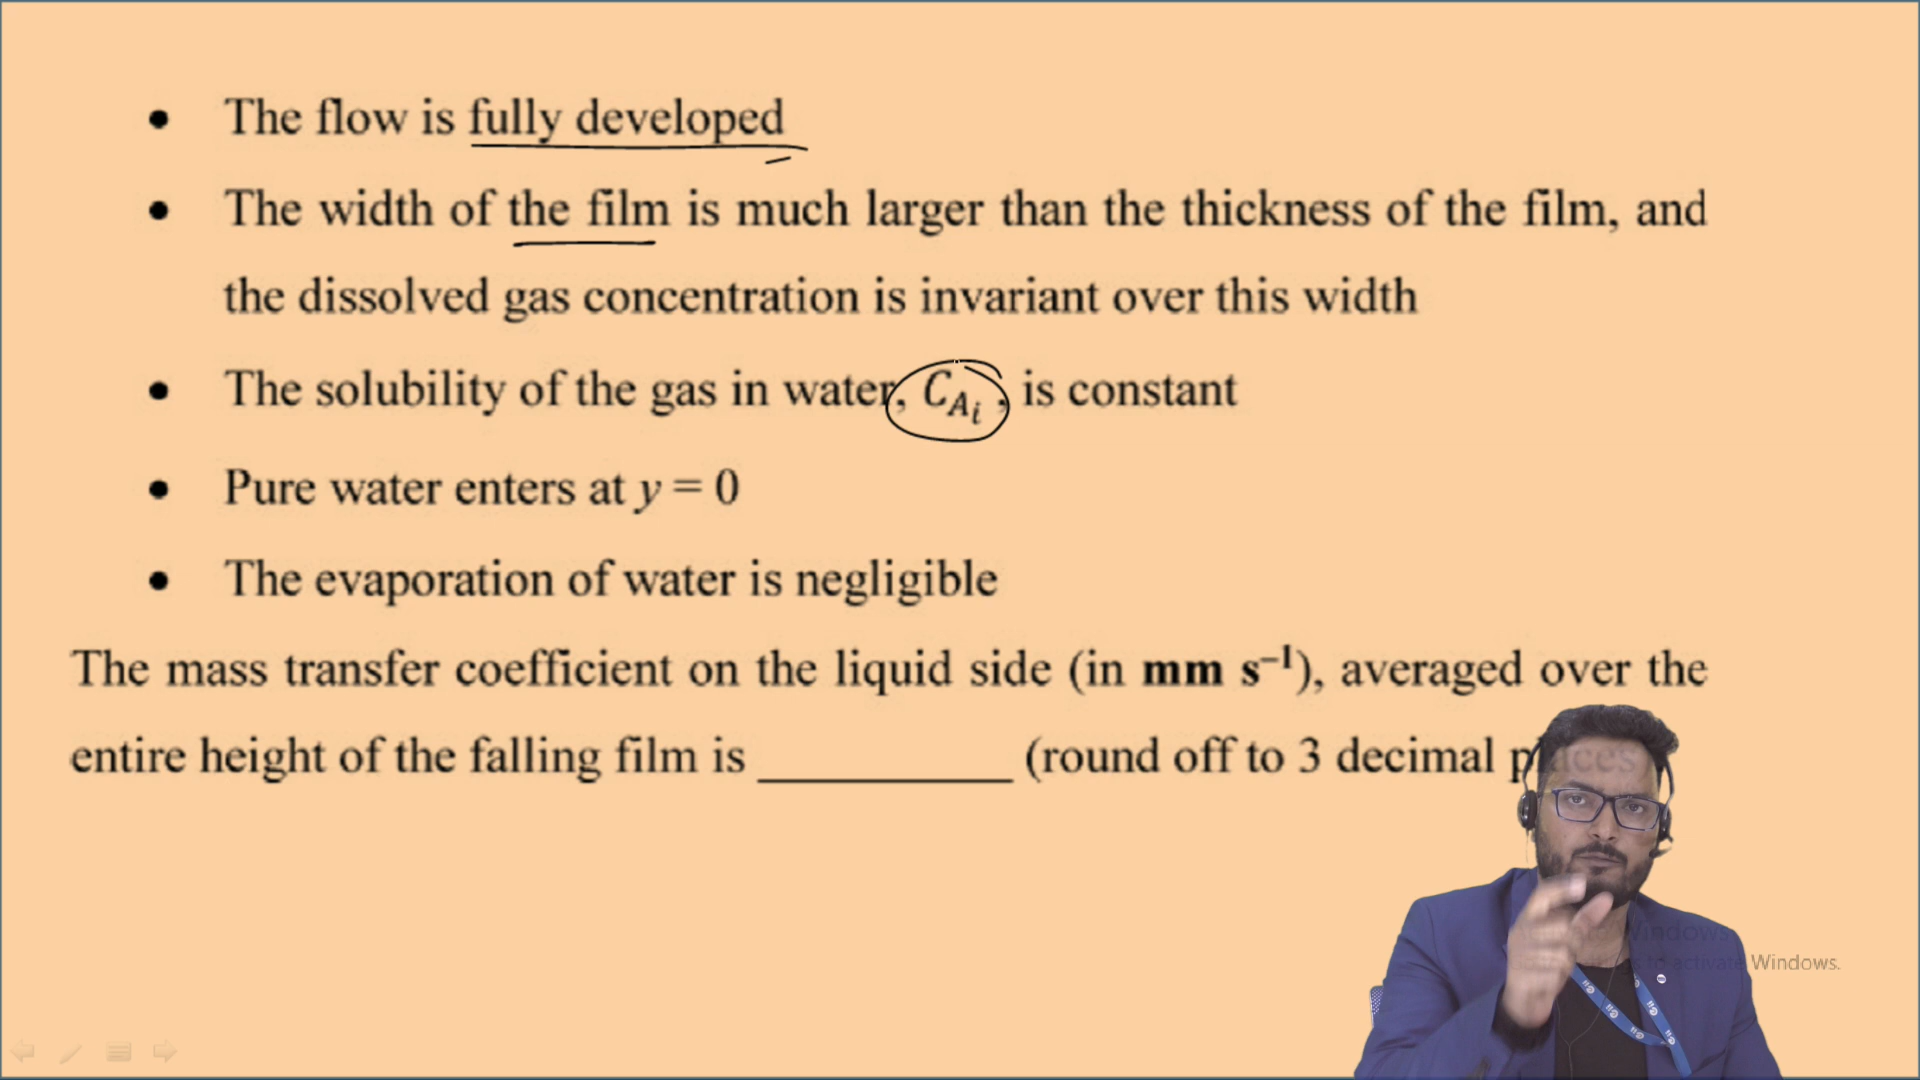 • The flow is fully developed
• The width of the film is much larger than the thickness of the film, and
the dissolved gas concentration is invariant over this width
• The solubility of the gas in water, C_{A_i}, is constant
• Pure water enters at y = 0
• The evaporation of water is negligible
The mass transfer coefficient on the liquid side (in mm s⁻¹), averaged over the
entire height of the falling film is __________ (round off to 3 decimal places
Windows
to activate Windows.